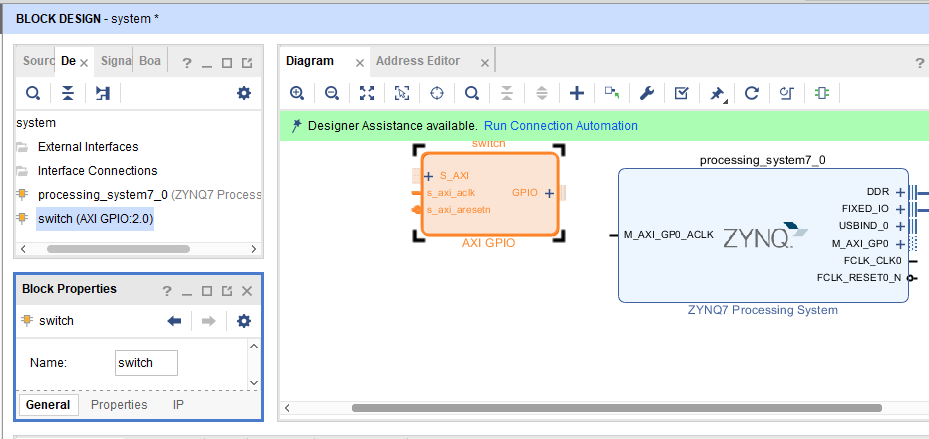 BLOCK DESIGN - system *
Sourc De Signa Boa
system
External Interfaces
Interface Connections
processing_system7_0 (ZYNQ7 Process
switch (AXI GPIO:2.0)
Block Properties
switch
Name: switch
General Properties IP
Diagram Address Editor
Designer Assistance available. Run Connection Automation
switch
S_AXI
s_axi_aclk
s_axi_aresetn
GPIO
AXI GPIO
processing_system7_0
M_AXI_GP0_ACLK
ZYNQ
DDR
FIXED_IO
USBIND_0
M_AXI_GP0
FCLK_CLK0
FCLK_RESET0_N
ZYNQ7 Processing System